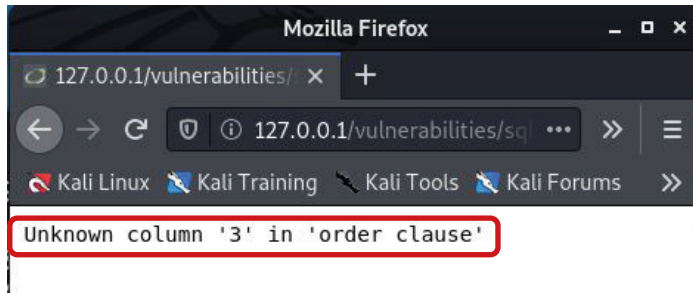 Mozilla Firefox
127.0.0.1/vulnerabilities/
127.0.0.1/vulnerabilities/sq
Kali Linux Kali Training Kali Tools Kali Forums
Unknown column '3' in 'order clause'